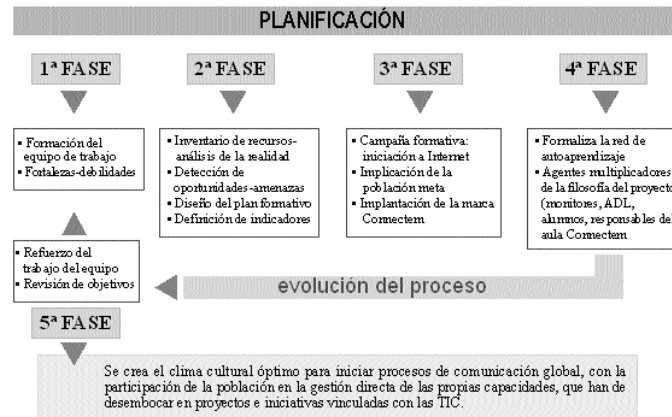 PLANIFICACIÓN
1ª FASE
2ª FASE
3ª FASE
4ª FASE
▪ Formación del
equipo de trabajo
▪ Fortalezas-debilidades
▪ Inventario de recursos-
análisis de la realidad
▪ Detección de
oportunidades-amenazas
▪ Diseño del plan formativo
▪ Definición de indicadores
▪ Campaña formativa:
iniciación a Internet
▪ Implicación de la
población meta
▪ Implantación de la marca
Connectem
▪ Formaliza la red de
autoaprendizaje
▪ Agentes multiplicadores
de la filosofía del proyecto
(monitores, ADL,
alumnos, responsables del
aula Connectem
▪ Refuerzo del
trabajo del equipo
▪ Revisión de objetivos
evolución del proceso
5ª FASE
Se crea el clima cultural óptimo para iniciar procesos de comunicación global, con la
participación de la población en la gestión directa de las propias capacidades, que han de
desembocar en proyectos e iniciativas vinculadas con las TIC.